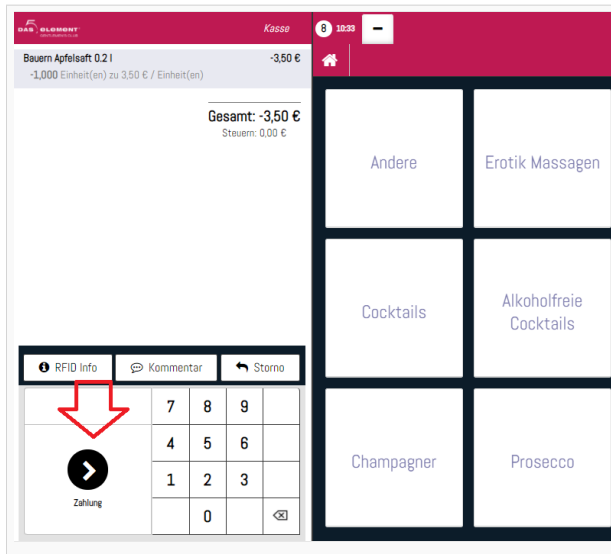 DAS GLOMONT
Kasse
8 10:33 −
Bauern Apfelsaft 0.2 l -3,50 €
-1,000 Einheit(en) zu 3,50 € / Einheit(en)
Gesamt: -3,50 €
Steuern: 0,00 €
Andere
Erotik Massagen
Cocktails
Alkoholfreie
Cocktails
Champagner
Prosecco
RFID Info
Kommentar
Storno
7 8 9
4 5 6
1 2 3
0
Zahlung